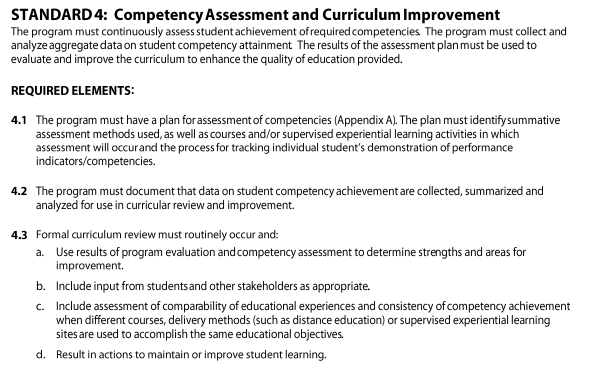 STANDARD 4: Competency Assessment and Curriculum Improvement
The program must continuously assess student achievement of required competencies. The program must collect and
analyze aggregate data on student competency attainment. The results of the assessment plan must be used to
evaluate and improve the curriculum to enhance the quality of education provided.
REQUIRED ELEMENTS:
4.1 The program must have a plan for assessment of competencies (Appendix A). The plan must identify summative
assessment methods used, as well as courses and/or supervised experiential learning activities in which
assessment will occur and the process for tracking individual student's demonstration of performance
indicators/competencies.
4.2 The program must document that data on student competency achievement are collected, summarized and
analyzed for use in curricular review and improvement.
4.3 Formal curriculum review must routinely occur and:
a. Use results of program evaluation and competency assessment to determine strengths and areas for
improvement.
b. Include input from students and other stakeholders as appropriate.
c. Include assessment of comparability of educational experiences and consistency of competency achievement
when different courses, delivery methods (such as distance education) or supervised experiential learning
sites are used to accomplish the same educational objectives.
d. Result in actions to maintain or improve student learning.